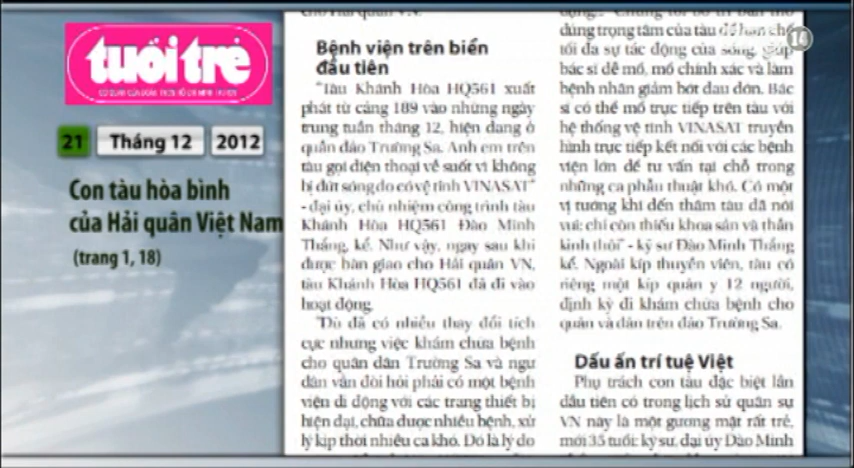 tuổi trẻ
21 Tháng 12 2012
Con tàu hòa bình
của Hải quân Việt Nam
(trang 1, 18)
cho Hải quân VN.
Bệnh viện trên biển
đầu tiên
"Tàu Khánh Hòa HQ561 xuất
phát từ cảng 189 vào những ngày
trung tuần tháng 12, hiện đang ở
quần đảo Trường Sa. Anh em trên
tàu gọi điện thoại về suốt vì không
bị đứt sóng do có vệ tinh VINASAT"
- đại úy, chủ nhiệm công trình tàu
Khánh Hòa HQ561 Đào Minh
Thắng, kể. Như vậy, ngay sau khi
được bàn giao cho Hải quân VN,
tàu Khánh Hòa HQ561 đã đi vào
hoạt động.
"Dù đã có nhiều thay đổi tích
cực nhưng việc khám chữa bệnh
cho quân dân Trường Sa và ngư
dân vẫn đòi hỏi phải có một bệnh
viện di động với các trang thiết bị
hiện đại, chữa được nhiều bệnh, xử
lý kịp thời nhiều ca khó. Đó là lý do
đúng trọng tâm của tàu để hạn chế
tối đa sự tác động của sóng, giúp
bác sĩ dễ mổ, mổ chính xác và làm
bệnh nhân giảm bớt đau đớn. Bác
sĩ có thể mổ trực tiếp trên tàu với
hệ thống vệ tinh VINASAT truyền
hình trực tiếp kết nối với các bệnh
viện lớn để tư vấn tại chỗ trong
những ca phẫu thuật khó. Có một
vị tướng khi đến thăm tàu đã nói
vui: chỉ còn thiếu khoa sản và thần
kinh thôi" - kỹ sư Đào Minh Thắng
kể. Ngoài kíp thuyền viên, tàu có
riêng một kíp quân y 12 người,
định kỳ đi khám chữa bệnh cho
quân và dân trên đảo Trường Sa.
Dấu ấn trí tuệ Việt
Phụ trách con tàu đặc biệt lần
đầu tiên có trong lịch sử quân sự
VN này là một gương mặt rất trẻ,
mới 35 tuổi: kỹ sư, đại úy Đào Minh